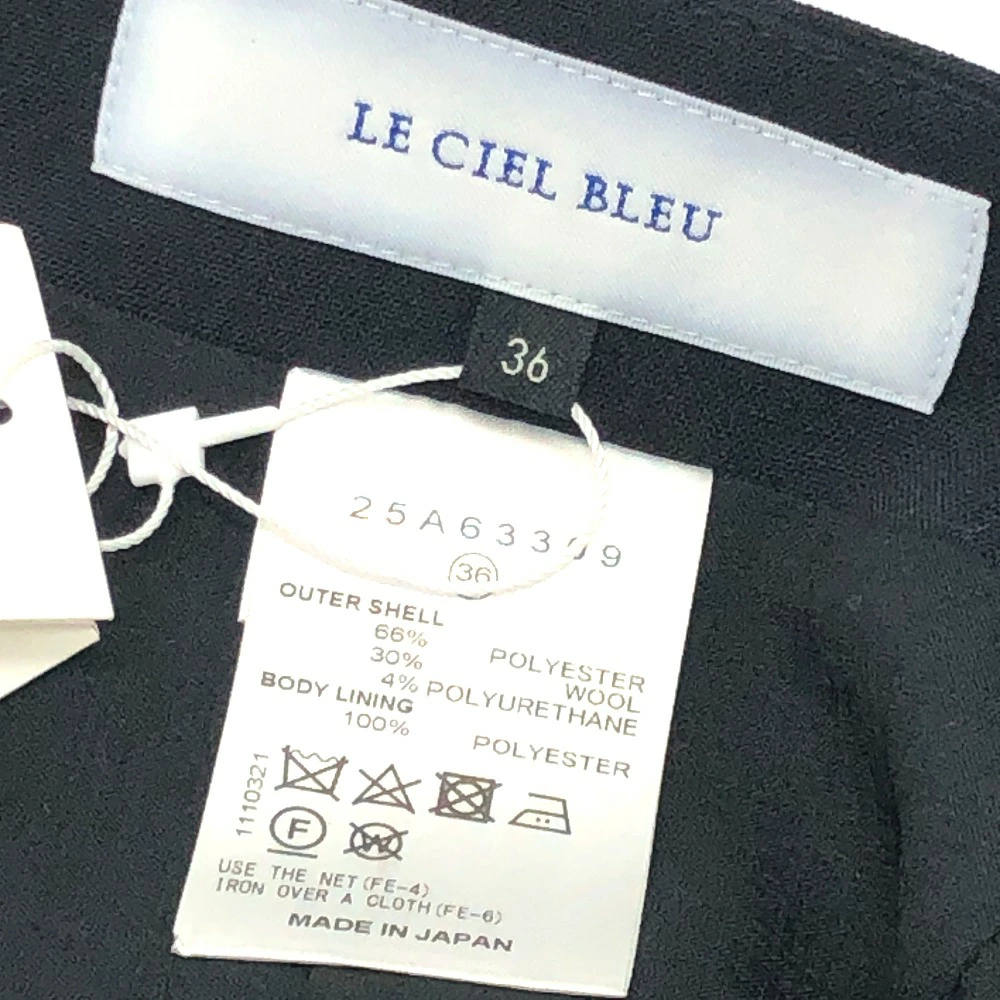 LE CIEL BLEU
36
36
OUTER SHELL
66% POLYESTER
30% WOOL
4% POLYURETHANE
BODY LINING
100% POLYESTER
1110321
F
W
USE THE NET(FE-4)
IRON OVER A CLOTH(FE-6)
MADE IN JAPAN